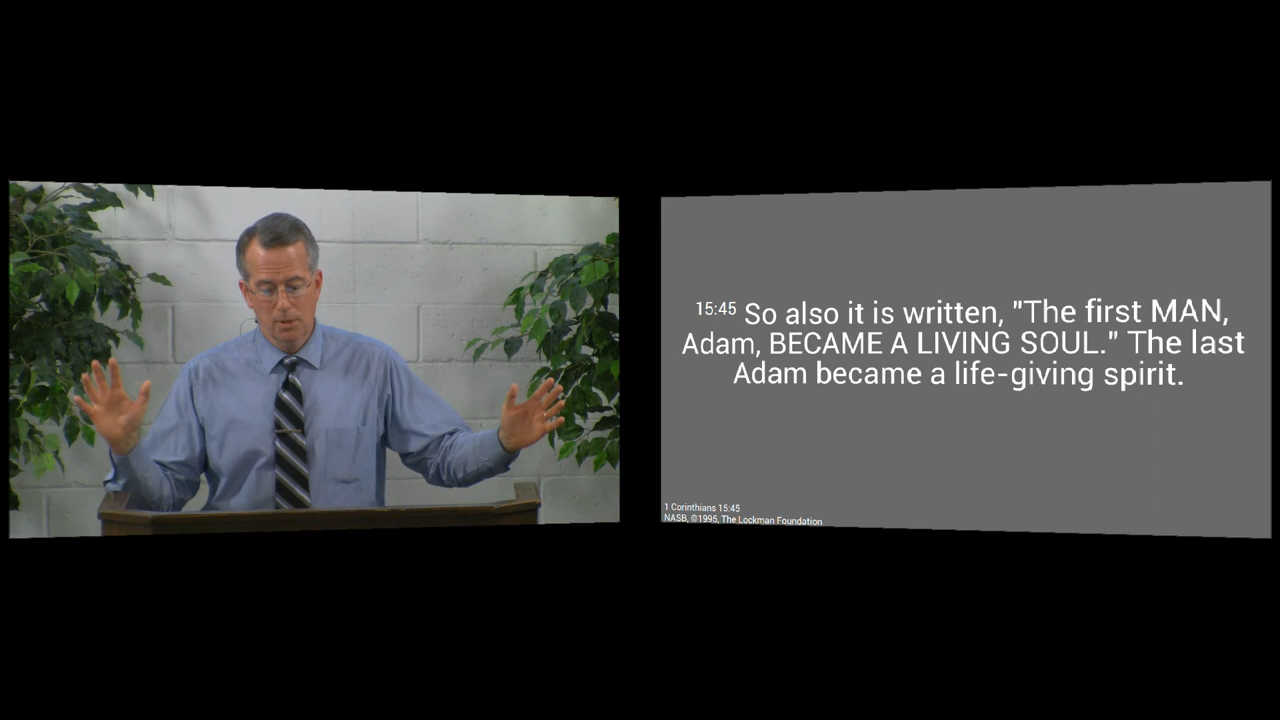 15:45 So also it is written, "The first MAN,
Adam, BECAME A LIVING SOUL." The last
Adam became a life-giving spirit.
1 Corinthians 15:45
NASB, ©1995, The Lockman Foundation